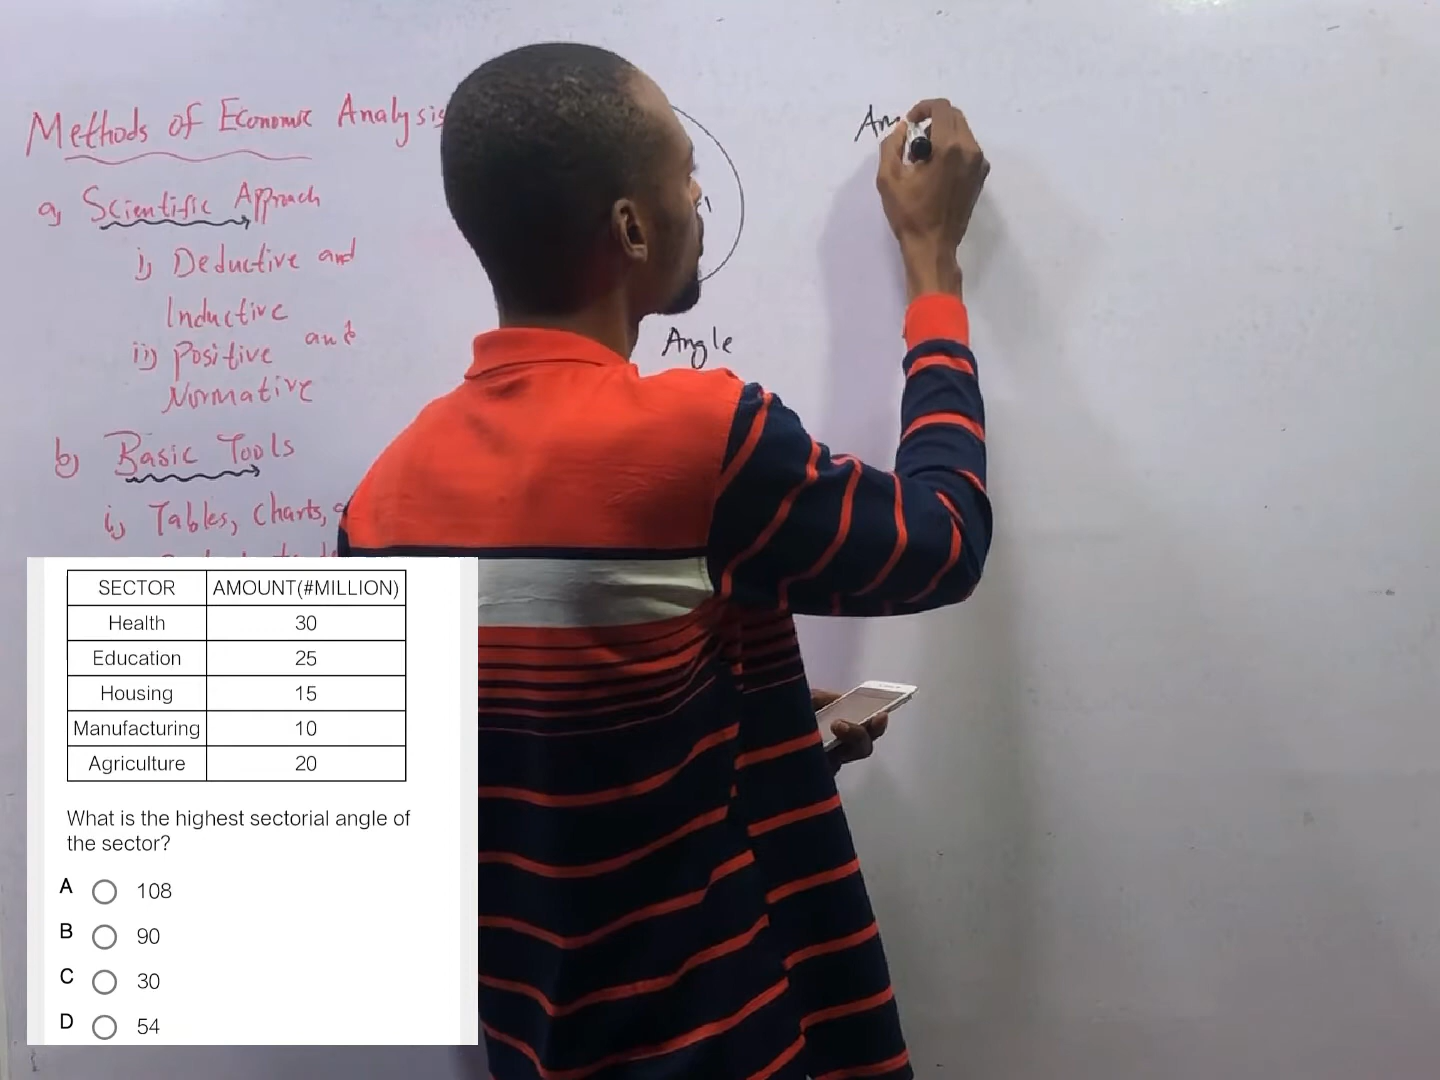 Methods of Economic Analysis
a) Scientific Approach
i) Deductive and
Inductive
ii) Positive and
Normative
b) Basic Tools
i) Tables, Charts,
Angle
SECTOR AMOUNT(#MILLION)
Health 30
Education 25
Housing 15
Manufacturing 10
Agriculture 20
What is the highest sectorial angle of
the sector?
A 108
B 90
C 30
D 54